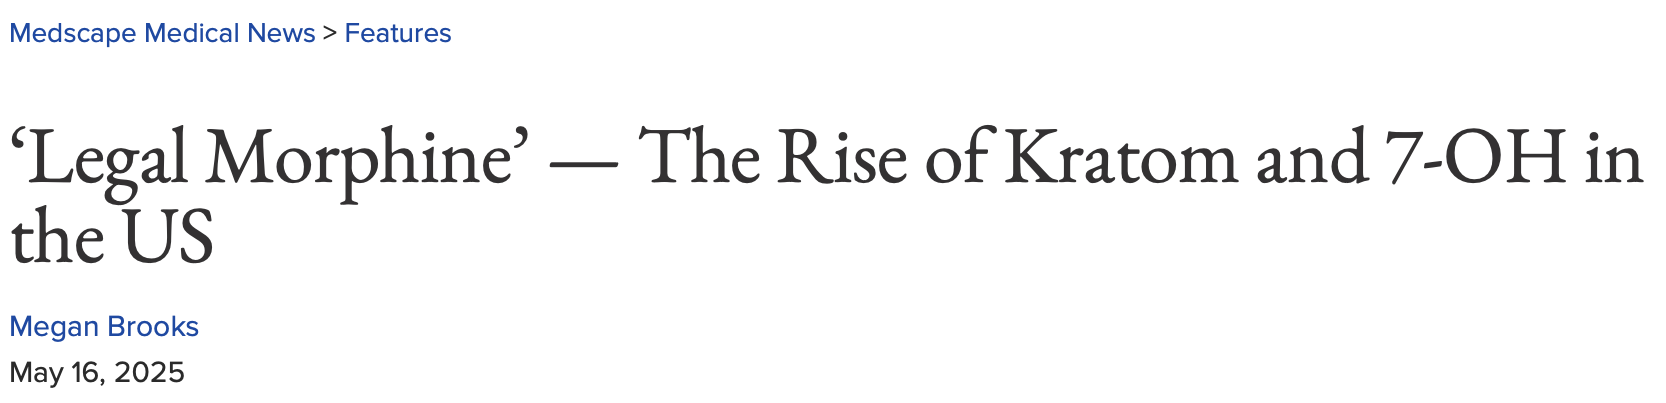 Medscape Medical News > Features
‘Legal Morphine’ — The Rise of Kratom and 7-OH in
the US
Megan Brooks
May 16, 2025